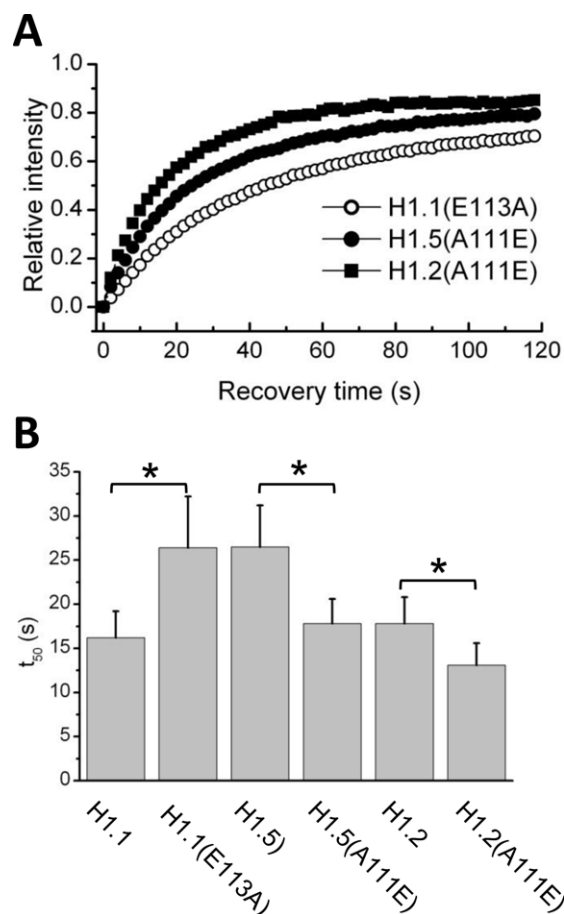 A
Relative intensity
1.0
0.8
0.6
0.4
0.2
0.0
H1.1(E113A)
H1.5(A111E)
H1.2(A111E)
0 20 40 60 80 100 120
Recovery time (s)
B
t50 (s)
35
30
25
20
15
10
5
0
* * *
H1.1
H1.1(E113A)
H1.5)
H1.5(A111E)
H1.2
H1.2(A111E)